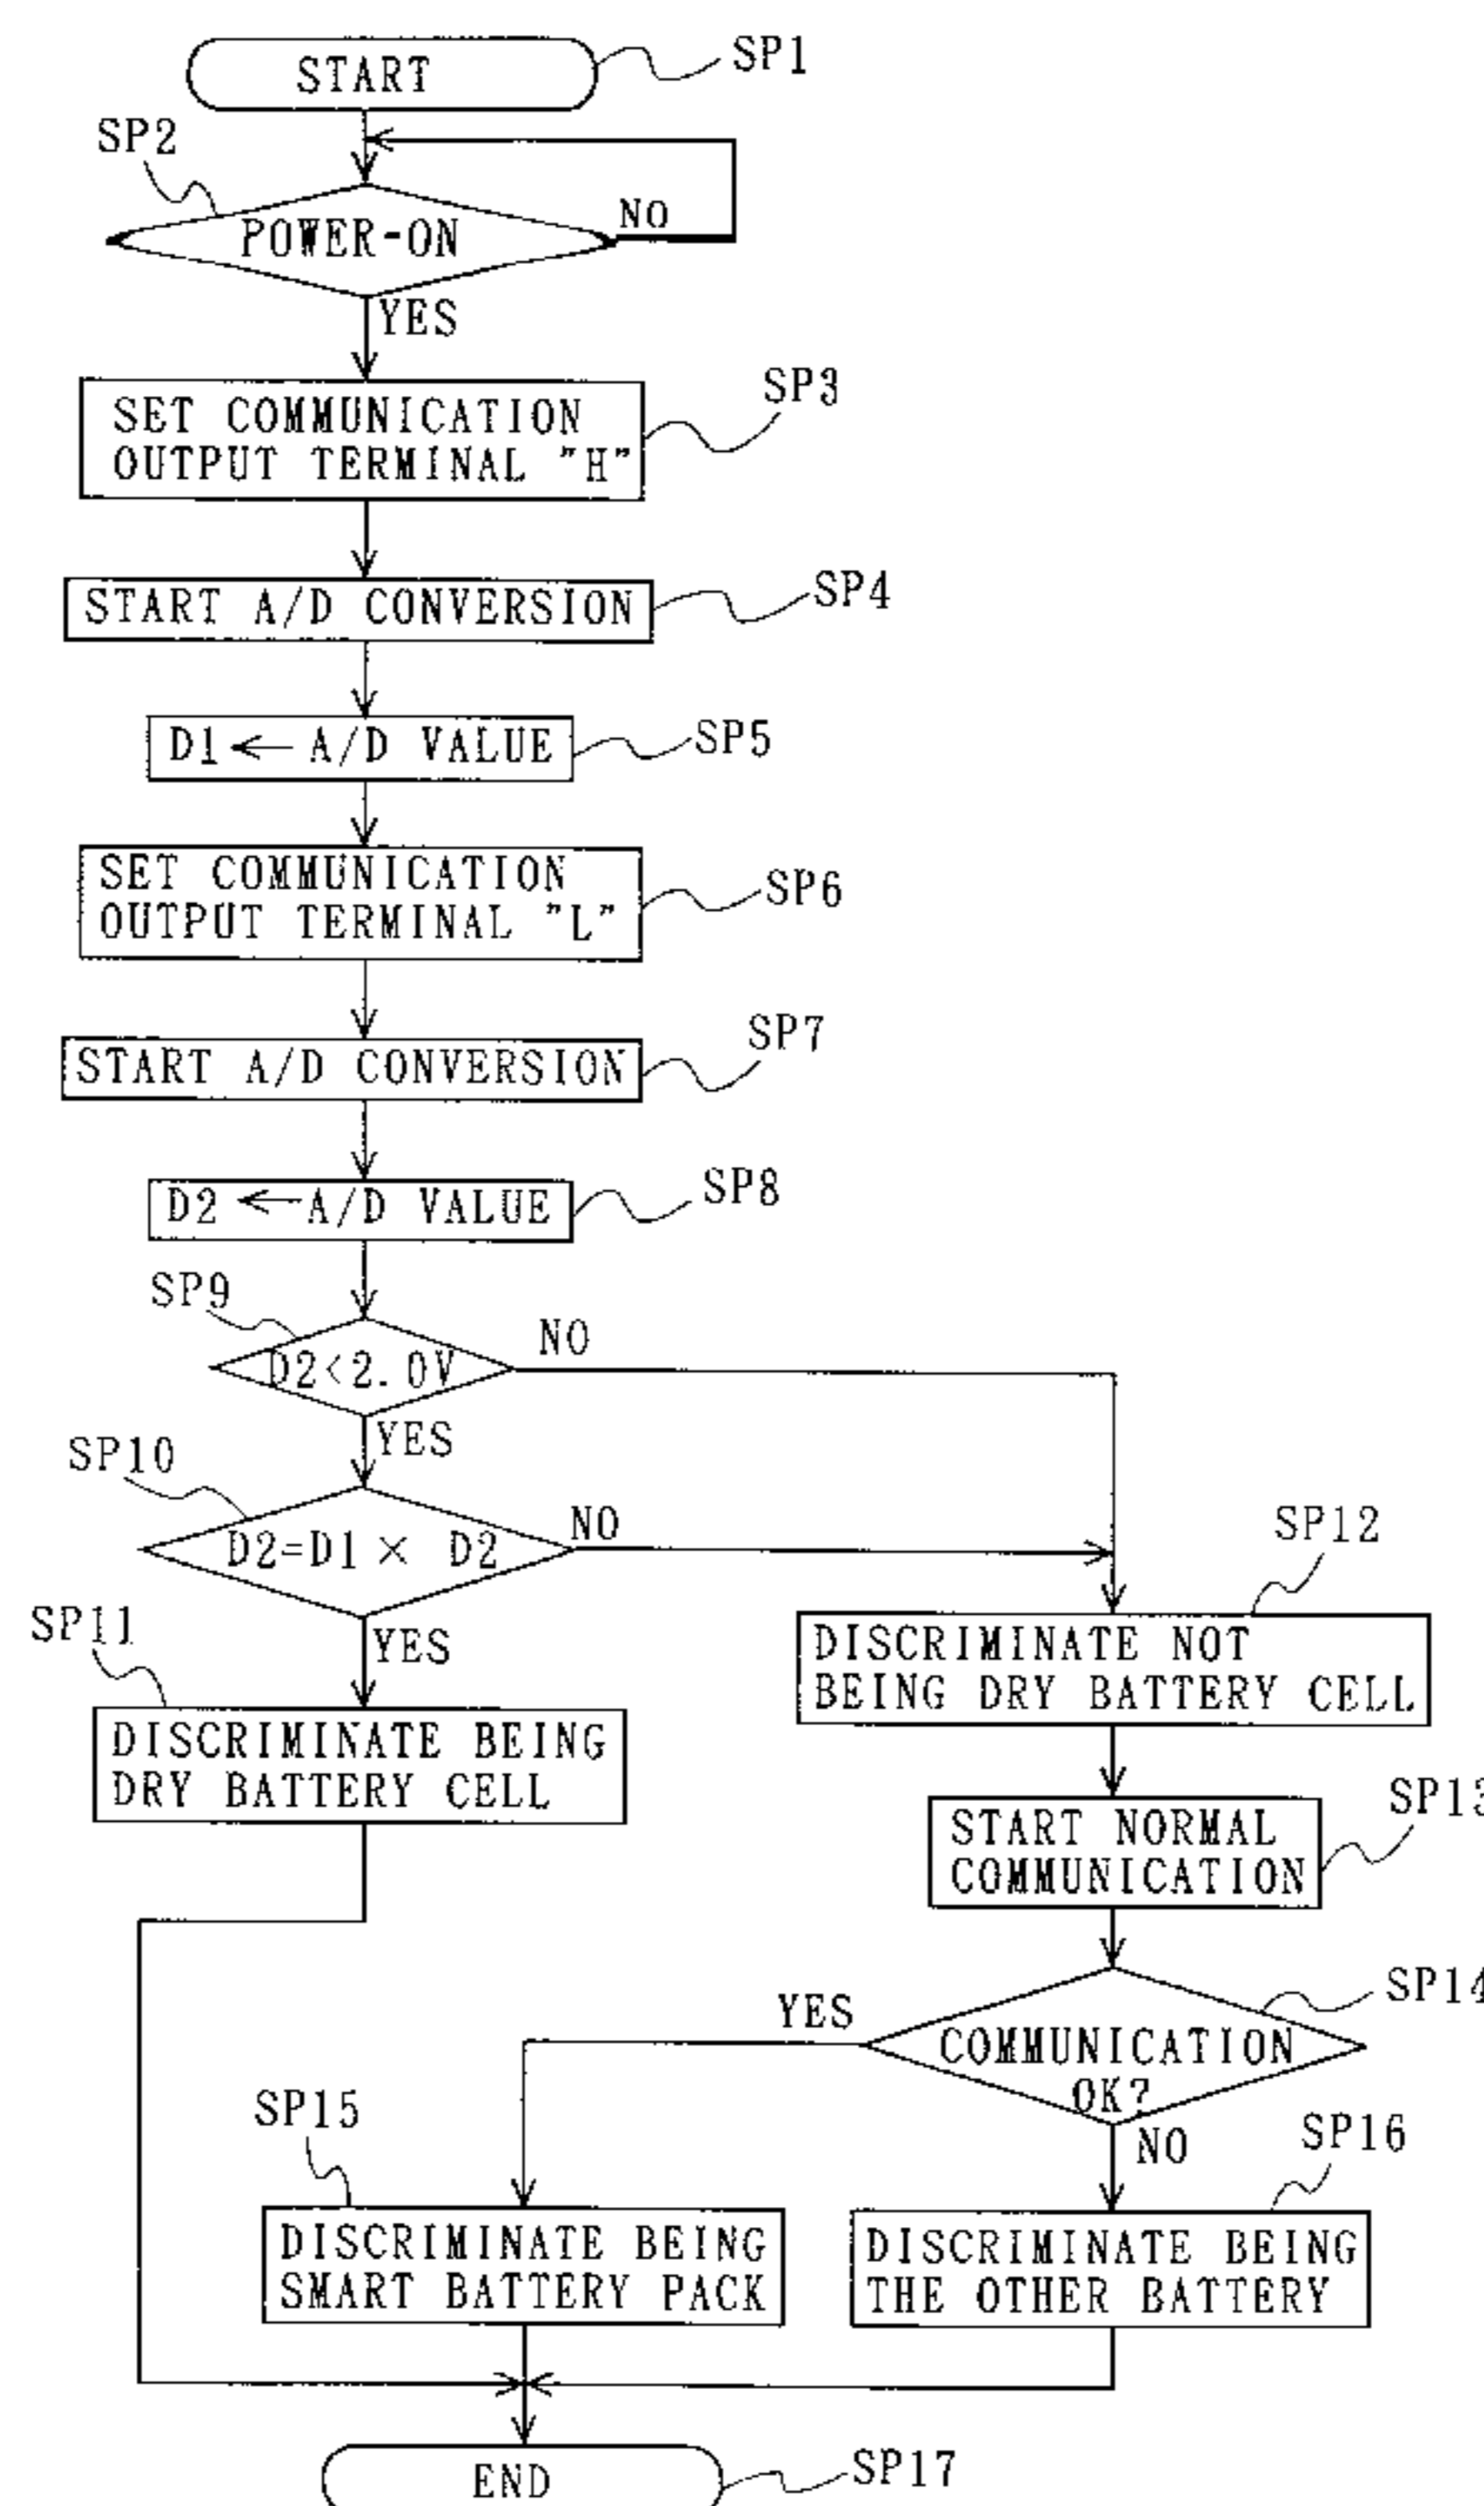 START
SP1
SP2
POWER-ON
NO
YES
SET COMMUNICATION
OUTPUT TERMINAL "H"
SP3
START A/D CONVERSION
SP4
D1 ← A/D VALUE
SP5
SET COMMUNICATION
OUTPUT TERMINAL "L"
SP6
START A/D CONVERSION
SP7
D2 ← A/D VALUE
SP8
SP9
D2<2.0V
NO
YES
SP10
D2=D1 × D2
NO
YES
SP11
DISCRIMINATE BEING
DRY BATTERY CELL
SP12
DISCRIMINATE NOT
BEING DRY BATTERY CELL
START NORMAL
COMMUNICATION
SP13
COMMUNICATION
OK?
SP14
YES
NO
SP15
DISCRIMINATE BEING
SMART BATTERY PACK
SP16
DISCRIMINATE BEING
THE OTHER BATTERY
END
SP17